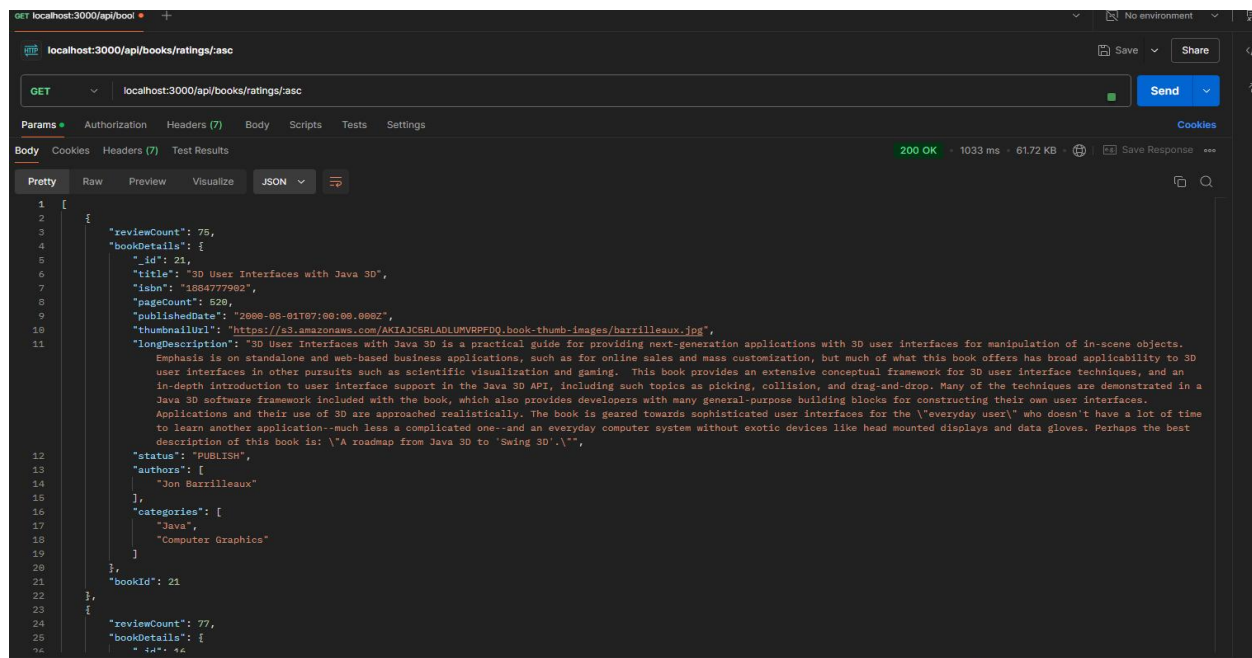 GET localhost:3000/api/bool
No environment
HTTP localhost:3000/api/books/ratings/:asc
Save
Share
GET
localhost:3000/api/books/ratings/:asc
Send
Params
Authorization
Headers (7)
Body
Scripts
Tests
Settings
Cookies
Body
Cookies
Headers (7)
Test Results
200 OK
1033 ms
61.72 KB
Save Response
Pretty
Raw
Preview
Visualize
JSON
1 [
2 {
3 "reviewCount": 75,
4 "bookDetails": {
5 "_id": 21,
6 "title": "3D User Interfaces with Java 3D",
7 "isbn": "1884777902",
8 "pageCount": 520,
9 "publishedDate": "2000-08-01T07:00:00.000Z",
10 "thumbnailUrl": "https://s3.amazonaws.com/AKIAJC5RLADLUMVRPFDQ.book-thumb-images/barrilleaux.jpg",
11 "longDescription": "3D User Interfaces with Java 3D is a practical guide for providing next-generation applications with 3D user interfaces for manipulation of in-scene objects.
Emphasis is on standalone and web-based business applications, such as for online sales and mass customization, but much of what this book offers has broad applicability to 3D
user interfaces in other pursuits such as scientific visualization and gaming.  This book provides an extensive conceptual framework for 3D user interface techniques, and an
in-depth introduction to user interface support in the Java 3D API, including such topics as picking, collision, and drag-and-drop. Many of the techniques are demonstrated in a
Java 3D software framework included with the book, which also provides developers with many general-purpose building blocks for constructing their own user interfaces.
Applications and their use of 3D are approached realistically. The book is geared towards sophisticated user interfaces for the \"everyday user\" who doesn't have a lot of time
to learn another application--much less a complicated one--and an everyday computer system without exotic devices like head mounted displays and data gloves. Perhaps the best
description of this book is: \"A roadmap from Java 3D to 'Swing 3D'.\"",
12 "status": "PUBLISH",
13 "authors": [
14 "Jon Barrilleaux"
15 ],
16 "categories": [
17 "Java",
18 "Computer Graphics"
19 ]
20 },
21 "bookId": 21
22 },
23 {
24 "reviewCount": 77,
25 "bookDetails": {
26 "_id": 16